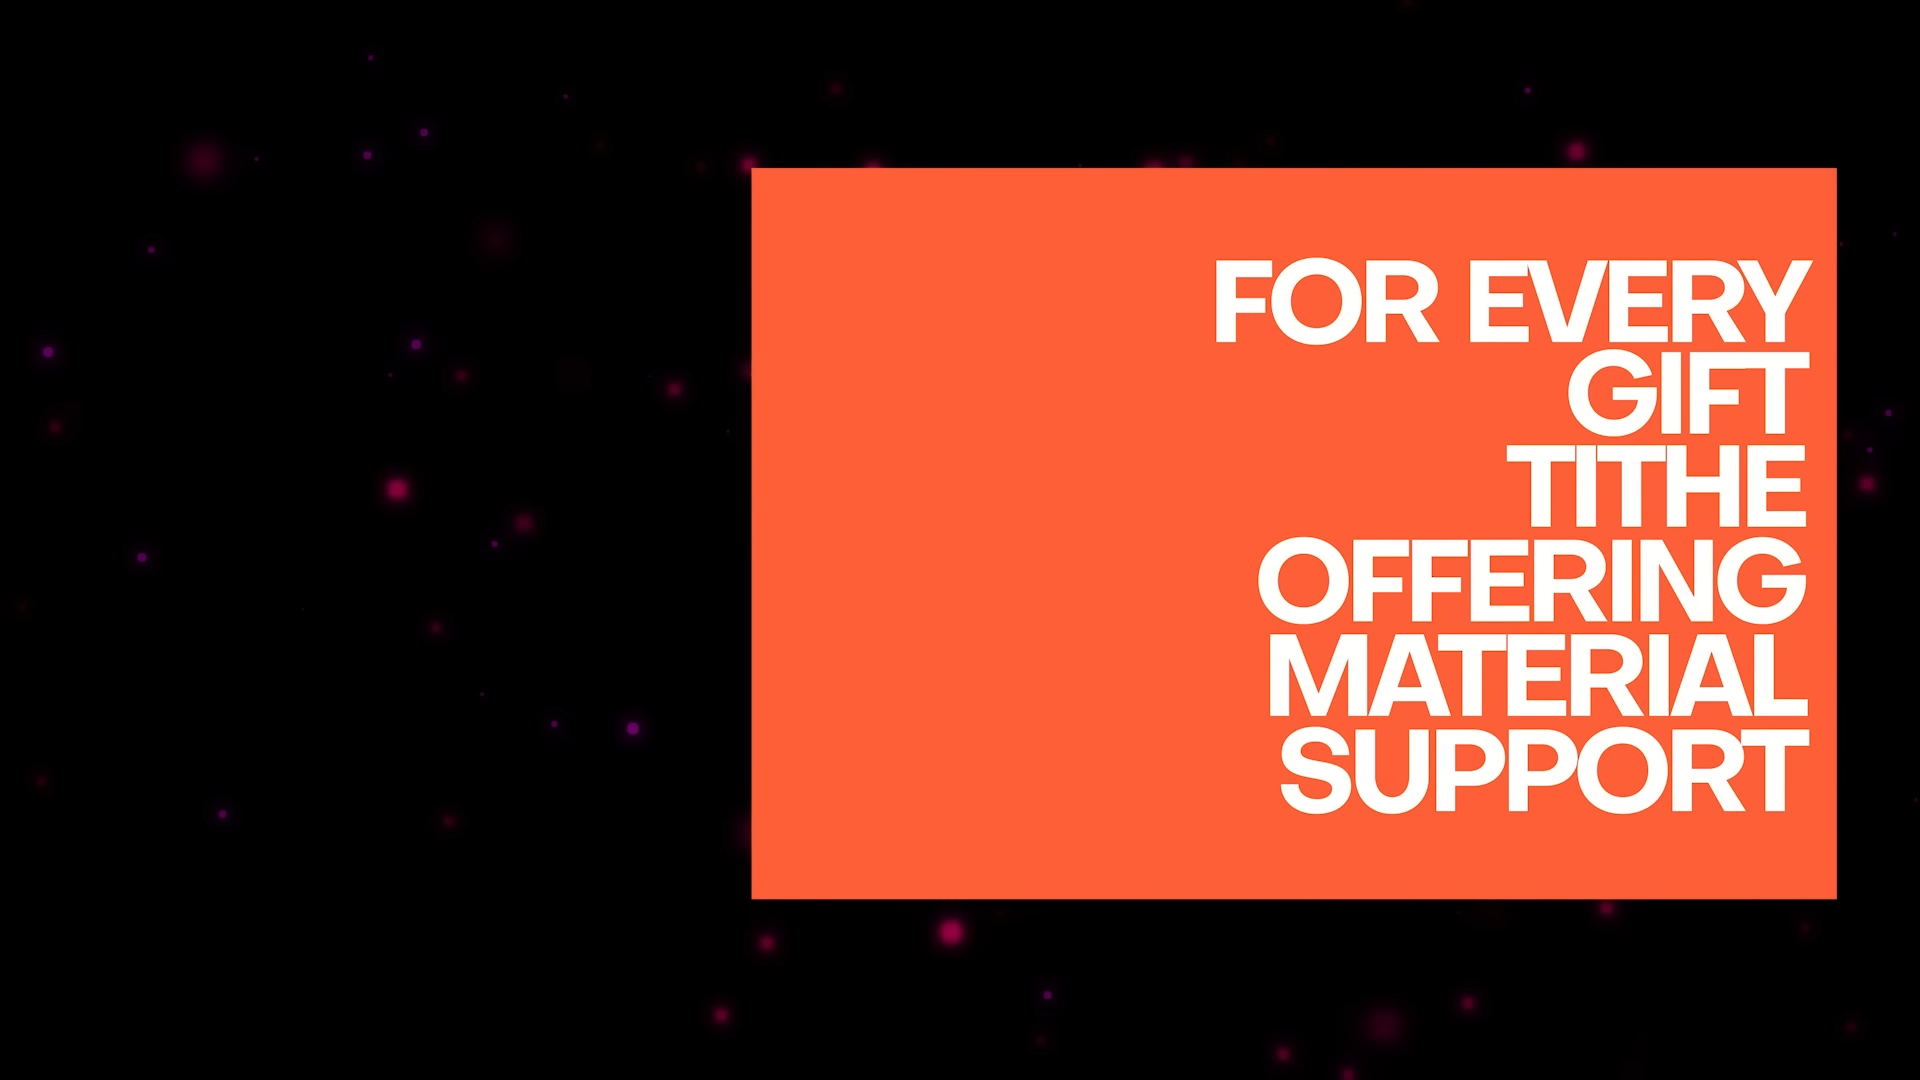 FOR EVERY
GIFT
TITHE
OFFERING
MATERIAL
SUPPORT